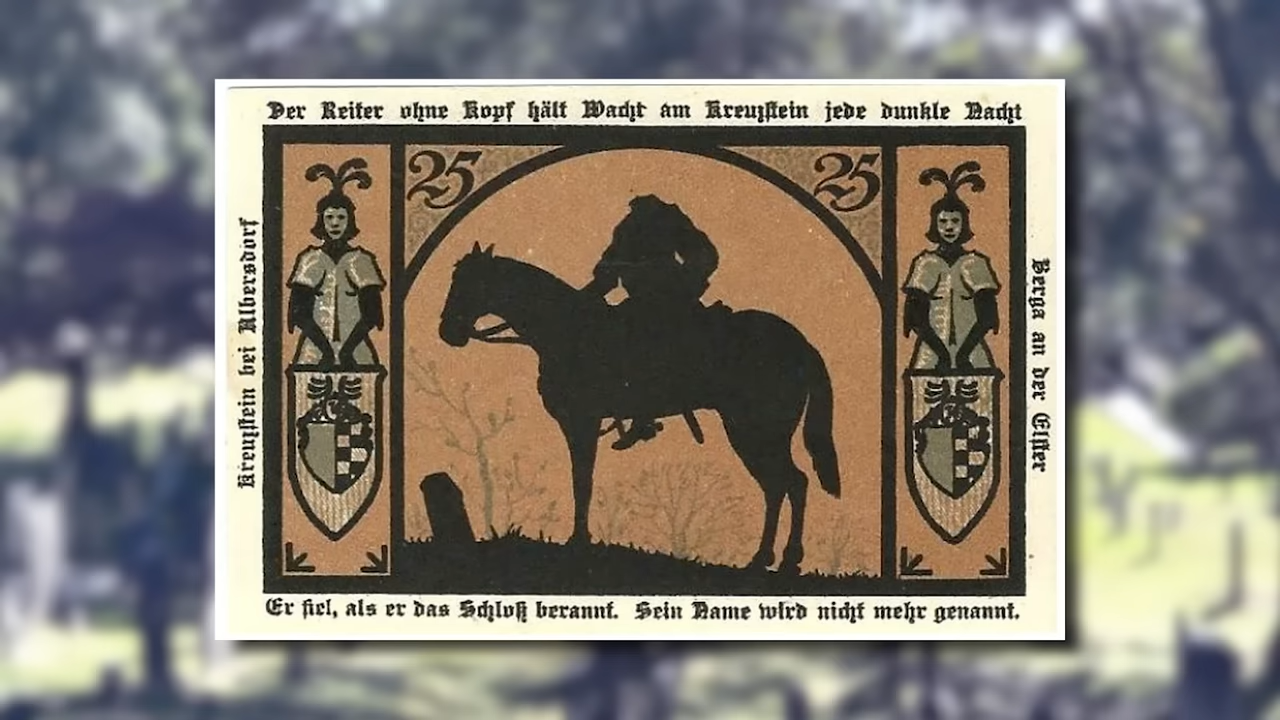 Der Reiter ohne Kopf hält Wacht am Kreuzstein jede dunkle Nacht
25
25
Kreuzstein bei Albersdorf
Berga an der Elster
Er fiel, als er das Schloß berannt. Sein Name wird nicht mehr genannt.